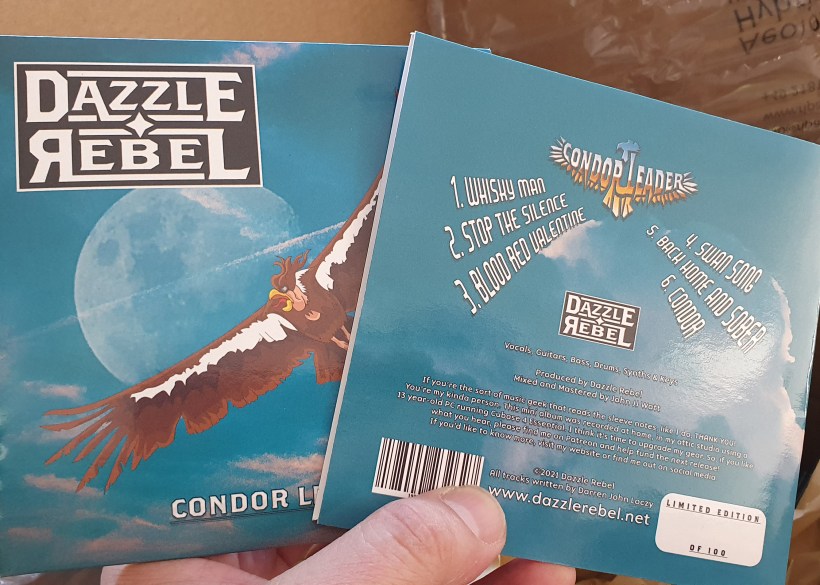 DAZZLE
REBEL
CONDOR LE
CONDOR LEADER
1. WHISKY MAN
2. STOP THE SILENCE
3. BLOOD RED VALENTINE
4. SWAN SONG
5. BACK HOME AND SOBER
6. CONDOR
DAZZLE
REBEL
Vocals, Guitars, Bass, Drums, Synths & Keys
Produced by Dazzle Rebel
Mixed and Mastered by John H Watt
If you're the sort of music geek that reads the sleeve notes like I do, THANK YOU.
You're my kinda person. This mini album was recorded at home, in my attic studio using a
13 year-old PC running Cubase 4 Essential. I think it's time to upgrade my gear, so, if you like
what you hear, please find me on Patreon and help fund the next release!
If you'd like to know more, visit my website or find me out on social media.
© 2021 Dazzle Rebel
All tracks written by Darren John Laczy
www.dazzlerebel.net
LIMITED EDITION
OF 100
Hybri